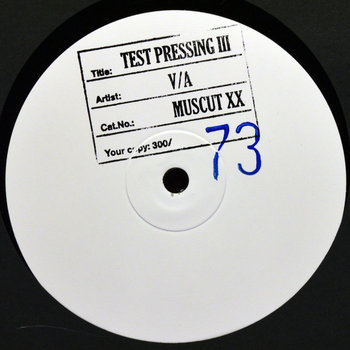 Title: TEST PRESSING III
Artist: V/A
Cat.No.: MUSCUT XX
Your copy: 300/ 73